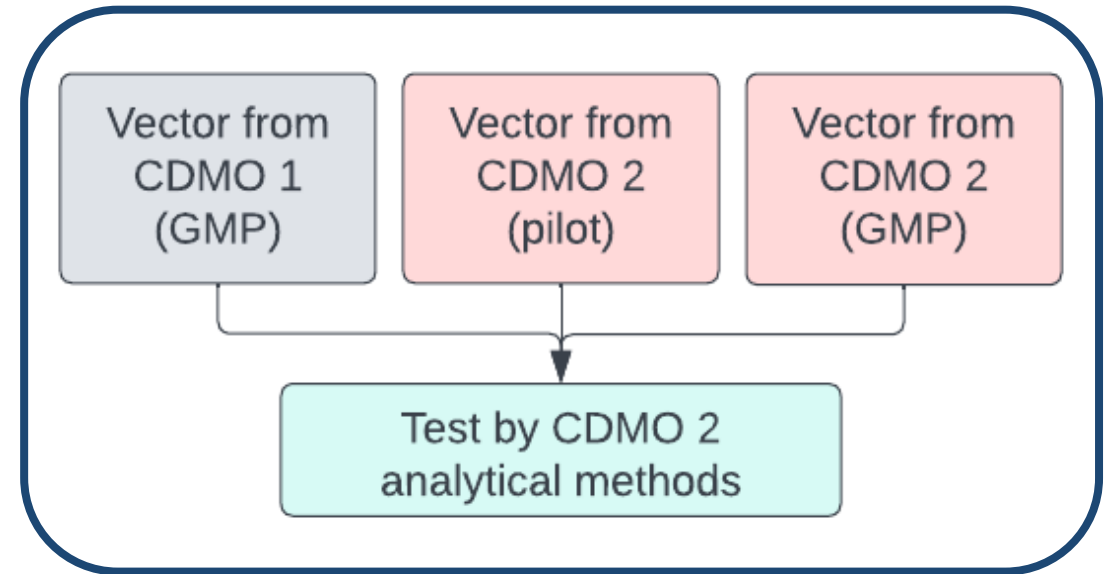 Vector from
CDMO 1
(GMP)
Vector from
CDMO 2
(pilot)
Vector from
CDMO 2
(GMP)
Test by CDMO 2
analytical methods